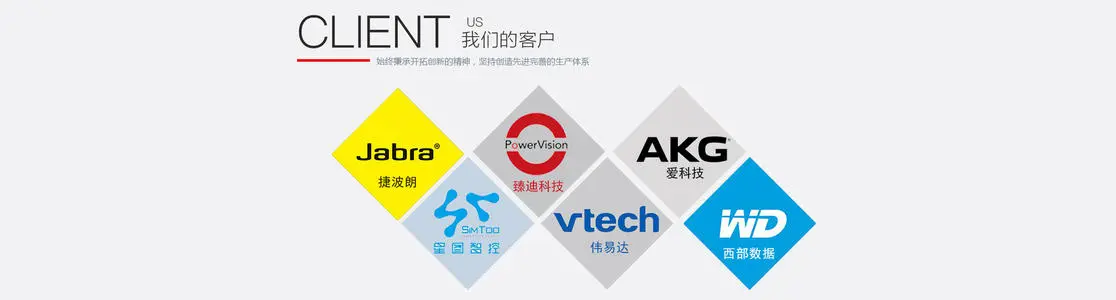 CLIENT US
我们的客户
始终秉承开拓创新的精神，坚持创造先进完善的生产体系
Jabra®
捷波朗
PowerVision
臻迪科技
AKG®
爱科技
SIMTOO
星图智控
vtech
伟易达
WD
西部数据